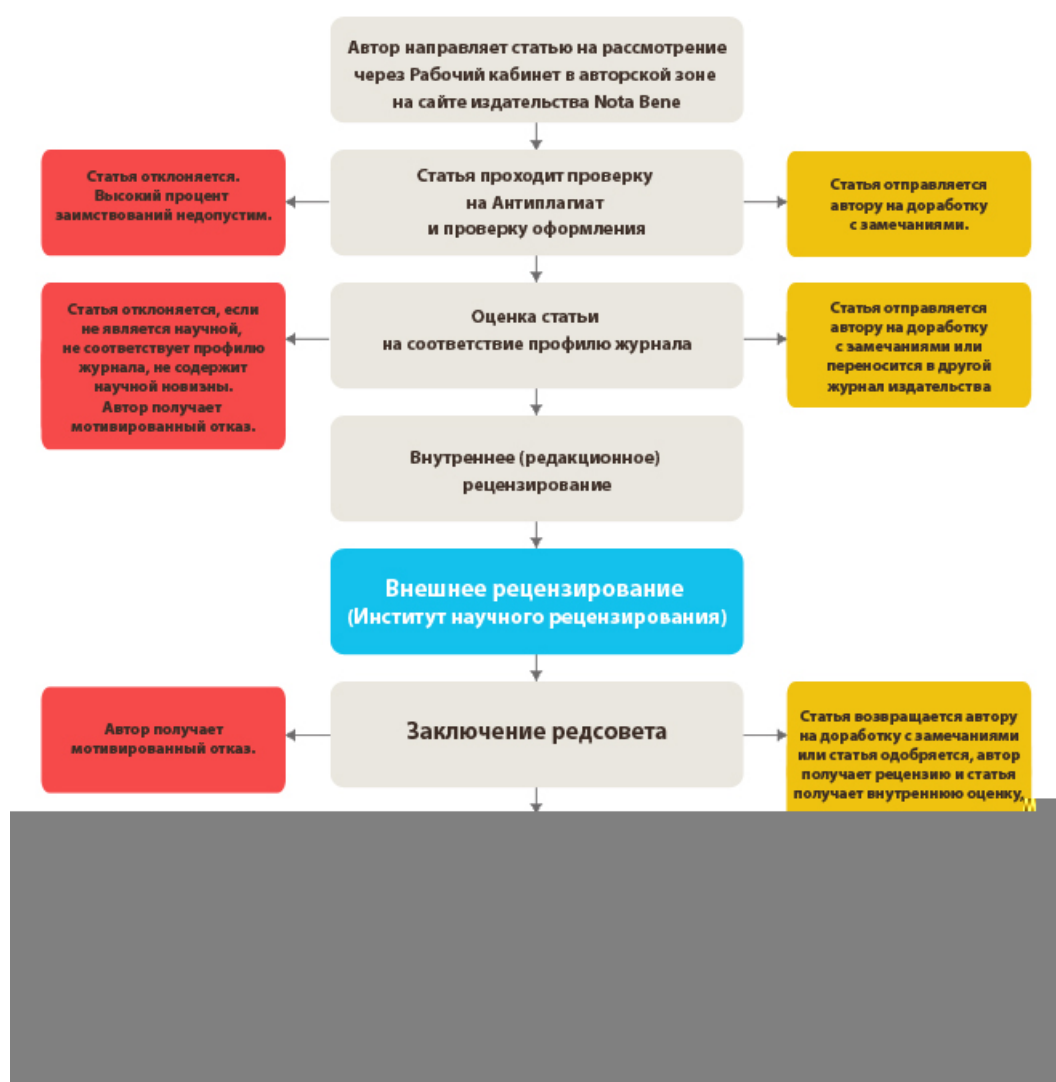 Автор направляет статью на рассмотрение
через Рабочий кабинет в авторской зоне
на сайте издательства Nota Bene
Статья отклоняется.
Высокий процент
заимствований недопустим.
Статья проходит проверку
на Антиплагиат
и проверку оформления
Статья отправляется
автору на доработку
с замечаниями.
Статья отклоняется, если
не является научной,
не соответствует профилю
журнала, не содержит
научной новизны.
Автор получает
мотивированный отказ.
Оценка статьи
на соответствие профилю журнала
Статья отправляется
автору на доработку
с замечаниями или
переносится в другой
журнал издательства
Внутреннее (редакционное)
рецензирование
Внешнее рецензирование
(Институт научного рецензирования)
Автор получает
мотивированный отказ.
Заключение редсовета
Статья возвращается автору
на доработку с замечаниями
или статья одобряется, автор
получает рецензию и статья
получает внутреннюю оценку,